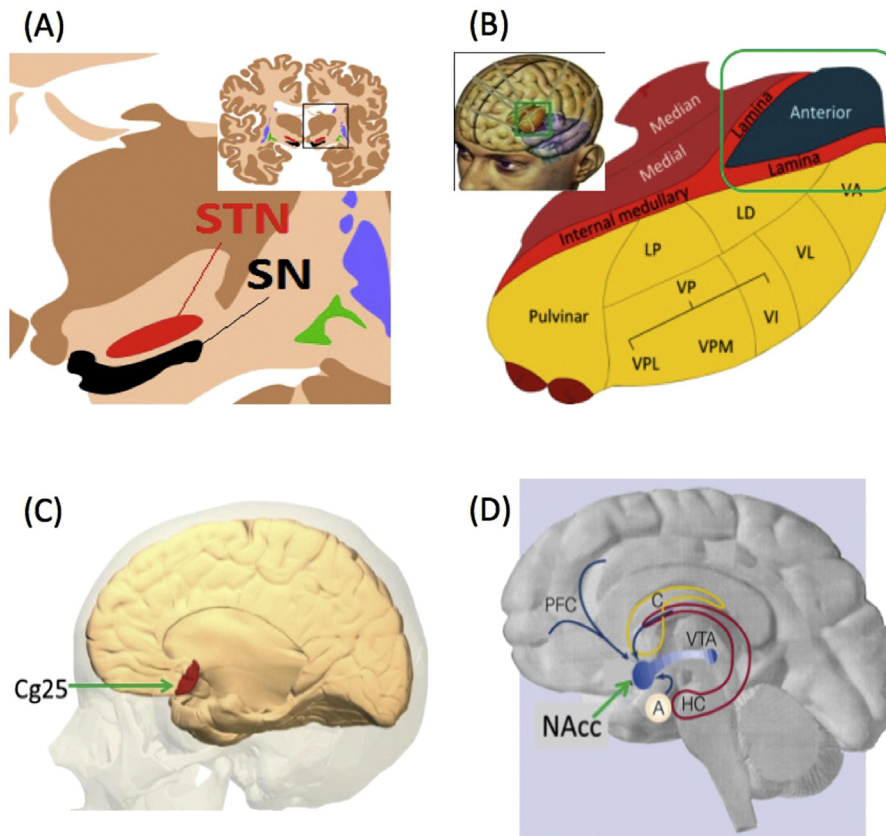 (A)
STN
SN
(B)
Median
Medial
Lamina
Anterior
Internal medullary
Lamina
VA
LD
LP
VL
VP
Pulvinar
VI
VPM
VPL
(C)
Cg25
(D)
PFC
C
VTA
NAcc
A
HC